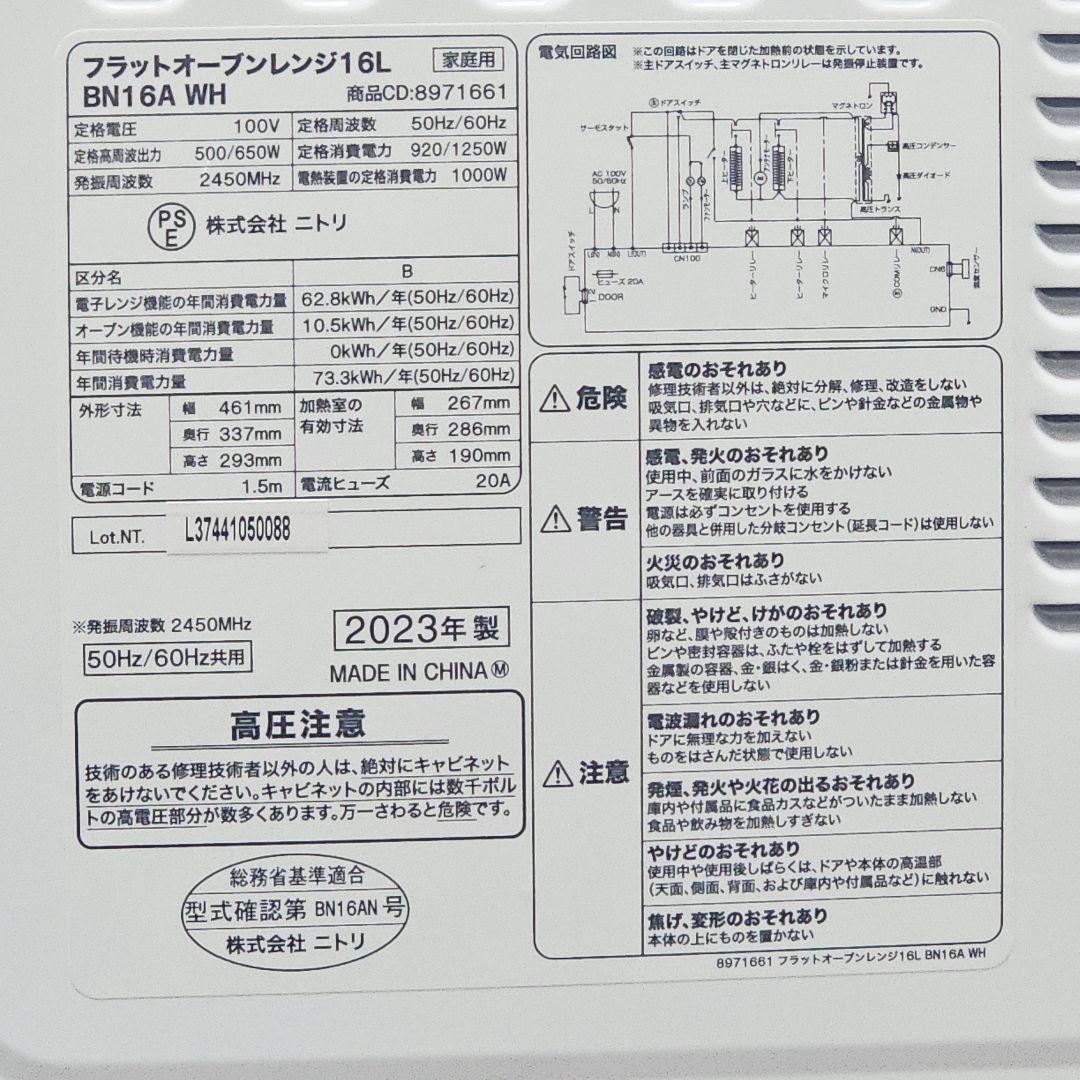 フラットオーブンレンジ16L 家庭用
BN16A WH 商品CD:8971661
定格電圧 100V 定格周波数 50Hz/60Hz
定格高周波出力 500/650W 定格消費電力 920/1250W
発振周波数 2450MHz 電熱装置の定格消費電力 1000W
PS
E
株式会社 ニトリ
区分名 B
電子レンジ機能の年間消費電力量 62.8kWh/年(50Hz/60Hz)
オーブン機能の年間消費電力量 10.5kWh/年(50Hz/60Hz)
年間待機時消費電力量 0kWh/年(50Hz/60Hz)
年間消費電力量 73.3kWh/年(50Hz/60Hz)
外形寸法 幅 461mm 加熱室の有効寸法 幅 267mm
奥行 337mm 奥行 286mm
高さ 293mm 高さ 190mm
電源コード 1.5m 電流ヒューズ 20A
Lot.NT. L37441050088
※発振周波数 2450MHz
50Hz/60Hz共用
2023年 製
MADE IN CHINA Ⓜ
高圧注意
技術のある修理技術者以外の人は、絶対にキャビネット
をあけないでください。キャビネットの内部には数千ボル
トの高電圧部分が数多くあります。万一さわると危険です。
総務省基準適合
型式確認第 BN16AN 号
株式会社 ニトリ
電気回路図 ※この回路はドアを閉じた加熱前の状態を示しています。
※主ドアスイッチ、主マグネトロンリレーは発振停止装置です。
主ドアスイッチ
マグネトロン
サーモスタット
高圧コンデンサー
高圧ダイオード
高圧トランス
AC 100V
50/60Hz
L N
ランプ
ファンモーター
上ヒーター
アンテナモーター
下ヒーター
L(IN) N(IN) L(OUT)
CN100
N(OUT)
ドアスイッチ
ヒューズ 20A
DOOR
ヒーターリレー
ヒーターリレー
マイクロリレー
主COMリレー
CN6
温度センサー
GND
危険
感電のおそれあり
修理技術者以外は、絶対に分解、修理、改造をしない
吸気口、排気口や穴などに、ピンや針金などの金属物や
異物を入れない
警告
感電、発火のおそれあり
使用中、前面のガラスに水をかけない
アースを確実に取り付ける
電源は必ずコンセントを使用する
他の器具と併用した分岐コンセント(延長コード)は使用しない
火災のおそれあり
吸気口、排気口はふさがない
注意
破裂、やけど、けがのおそれあり
卵など、膜や殻付きのものは加熱しない
ビンや密封容器は、ふたや栓をはずして加熱する
金属製の容器、金・銀はく、金・銀粉または針金を用いた容
器などを使用しない
電波漏れのおそれあり
ドアに無理な力を加えない
ものをはさんだ状態で使用しない
発煙、発火や火花の出るおそれあり
庫内や付属品に食品カスなどがついたまま加熱しない
食品や飲み物を加熱しすぎない
やけどのおそれあり
使用中や使用後しばらくは、ドアや本体の高温部
(天面、側面、背面、および庫内や付属品など)に触れない
焦げ、変形のおそれあり
本体の上にものを置かない
8971661 フラットオーブンレンジ16L BN16A WH